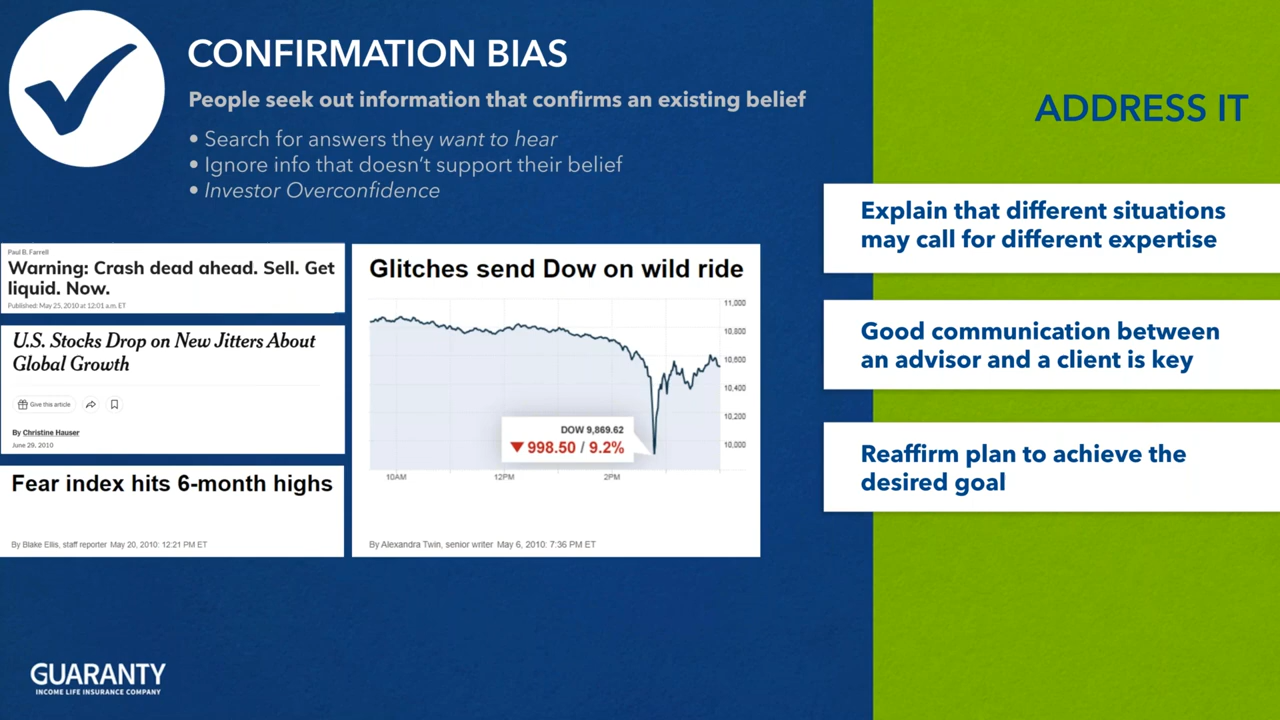 CONFIRMATION BIAS
People seek out information that confirms an existing belief
• Search for answers they want to hear
• Ignore info that doesn't support their belief
• Investor Overconfidence
Paul B. Farrell
Warning: Crash dead ahead. Sell. Get
liquid. Now.
Published: May 25, 2010 at 12:01 a.m. ET
U.S. Stocks Drop on New Jitters About
Global Growth
Give this article
By Christine Hauser
June 29, 2010
Fear index hits 6-month highs
By Blake Ellis, staff reporter May 20, 2010: 12:21 PM ET
Glitches send Dow on wild ride
11,000
10,800
10,600
10,400
10,200
10,000
DOW 9,869.62
▼ 998.50 / 9.2%
10AM 12PM 2PM
By Alexandra Twin, senior writer May 6, 2010: 7:36 PM ET
ADDRESS IT
Explain that different situations
may call for different expertise
Good communication between
an advisor and a client is key
Reaffirm plan to achieve the
desired goal
GUARANTY
INCOME LIFE INSURANCE COMPANY